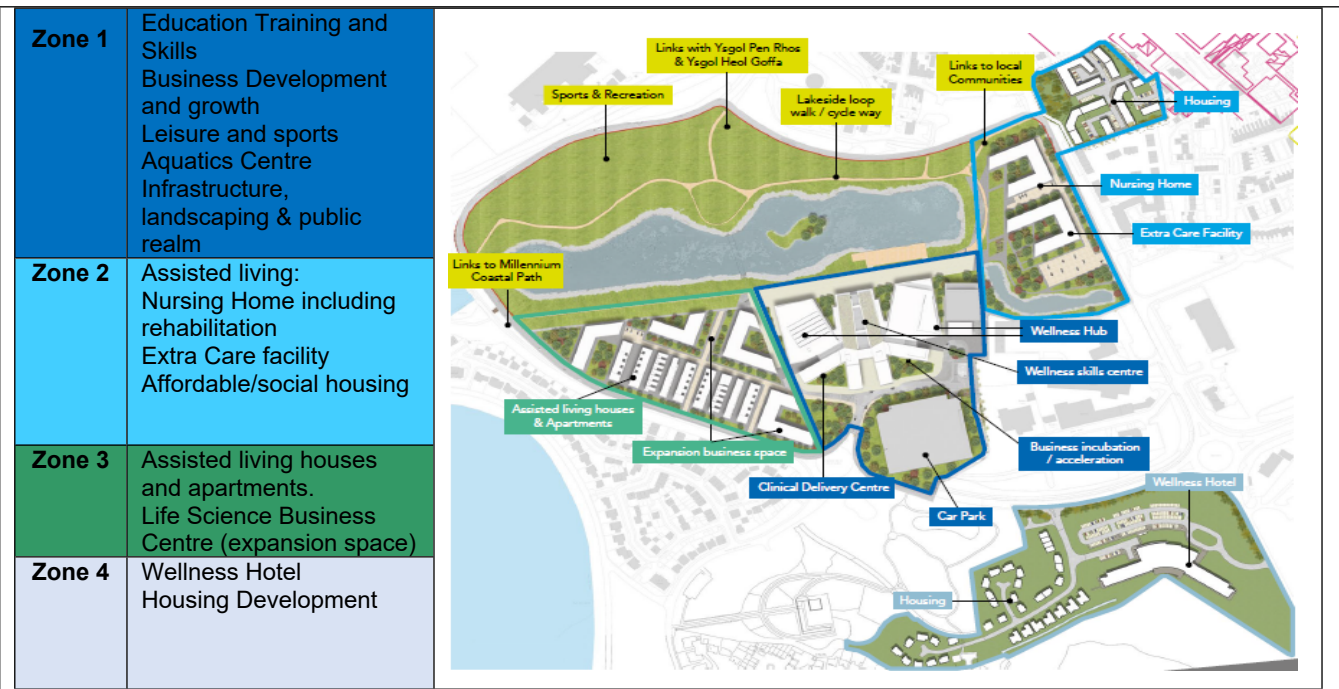 Zone 1
Education Training and
Skills
Business Development
and growth
Leisure and sports
Aquatics Centre
Infrastructure,
landscaping & public
realm
Zone 2
Assisted living:
Nursing Home including
rehabilitation
Extra Care facility
Affordable/social housing
Zone 3
Assisted living houses
and apartments.
Life Science Business
Centre (expansion space)
Zone 4
Wellness Hotel
Housing Development
Links with Ysgol Pen Rhos
& Ysgol Heol Goffa
Links to local
Communities
Sports & Recreation
Lakeside loop
walk / cycle way
Housing
Nursing Home
Extra Care Facility
Links to Millennium
Coastal Path
Wellness Hub
Wellness skills centre
Assisted living houses
& Apartments
Expansion business space
Business incubation
/ acceleration
Clinical Delivery Centre
Car Park
Wellness Hotel
Housing